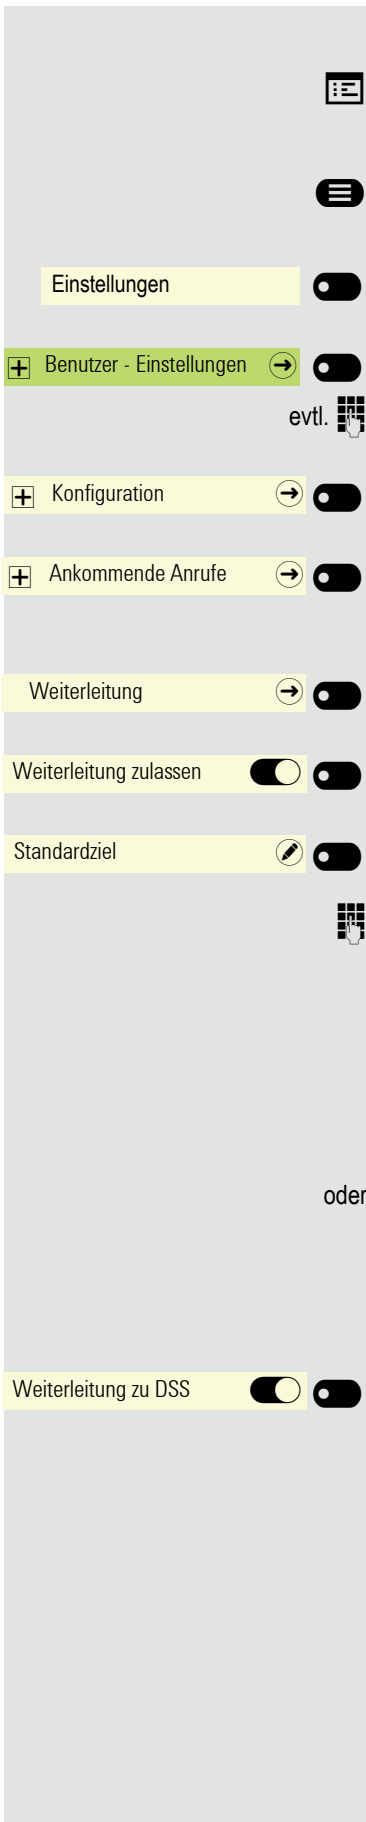 Einstellungen
Benutzer - Einstellungen
evtl.
Konfiguration
Ankommende Anrufe
Weiterleitung
Weiterleitung zulassen
Standardziel
oder
Weiterleitung zu DSS